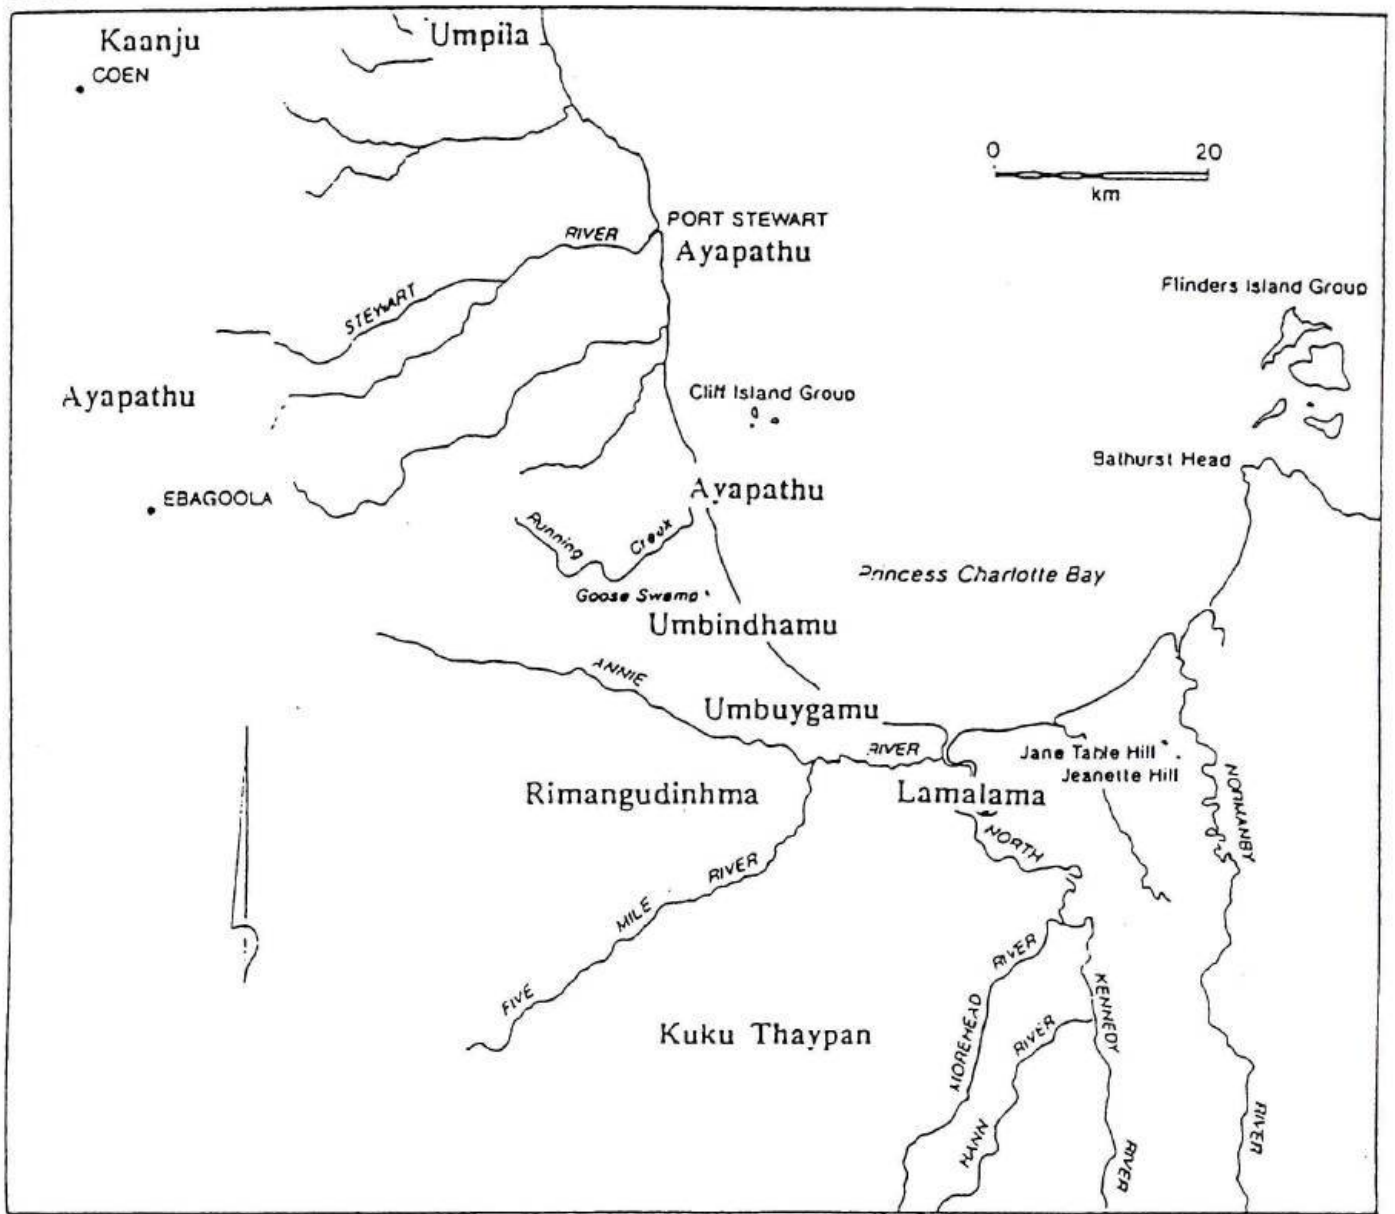 Kaanju
COEN
Umpila
0 20
km
PORT STEWART
Ayapathu
STEWART RIVER
Flinders Island Group
Ayapathu
Cliff Island Group
Bathurst Head
EBAGOOLA
Ayapathu
Running Creek
Princess Charlotte Bay
Goose Swamp
Umbindhamu
ANNIE RIVER
Umbuygamu
Jane Table Hill
Jeanette Hill
Rimangudinhma
Lamalama
NORMANBY RIVER
NORTH KENNEDY RIVER
FIVE MILE RIVER
MOREHEAD RIVER
HANN RIVER
Kuku Thaypan